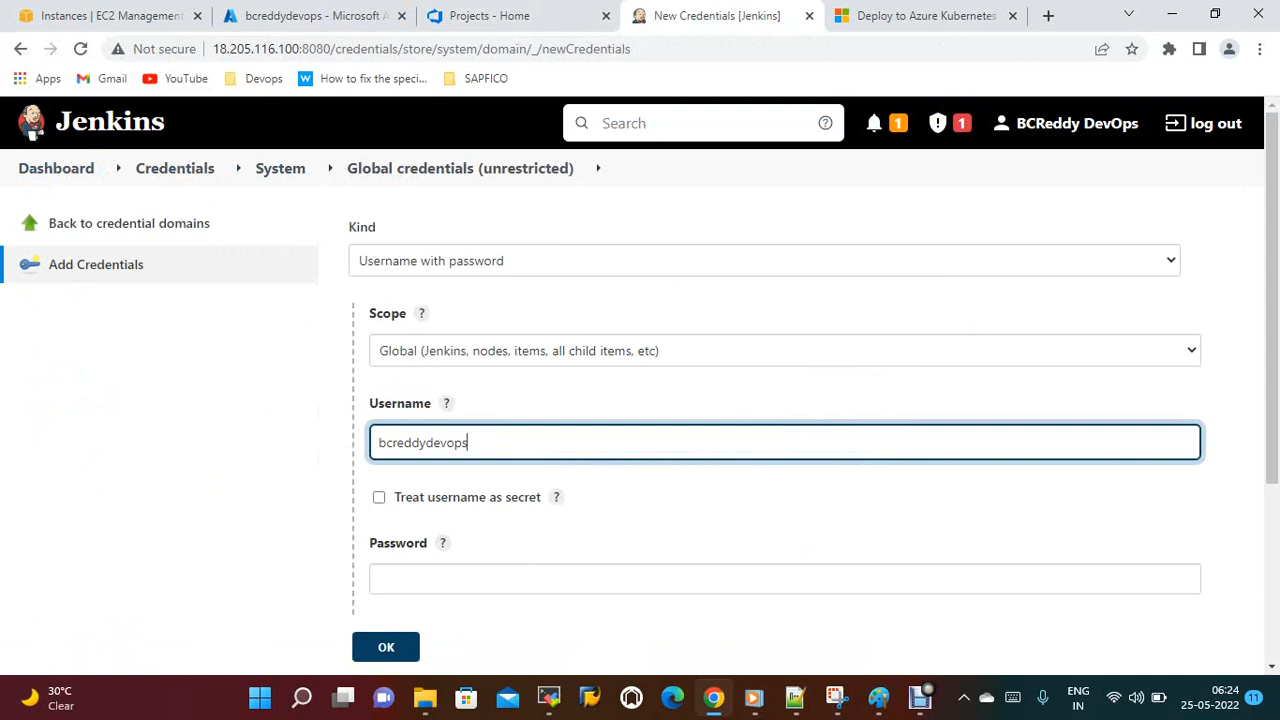 Instances | EC2 Management
bcreddydevops - Microsoft A
Projects - Home
New Credentials [Jenkins]
Deploy to Azure Kubernetes
Not secure
18.205.116.100:8080/credentials/store/system/domain/_/newCredentials
Apps
Gmail
YouTube
Devops
W How to fix the speci...
SAPFICO
Jenkins
Search
?
1
1
BCReddy DevOps
log out
Dashboard
Credentials
System
Global credentials (unrestricted)
Back to credential domains
Add Credentials
Kind
Username with password
Scope ?
Global (Jenkins, nodes, items, all child items, etc)
Username ?
bcreddydevops
Treat username as secret ?
Password ?
OK
30°C
Clear
ENG
IN
06:24
25-05-2022
11